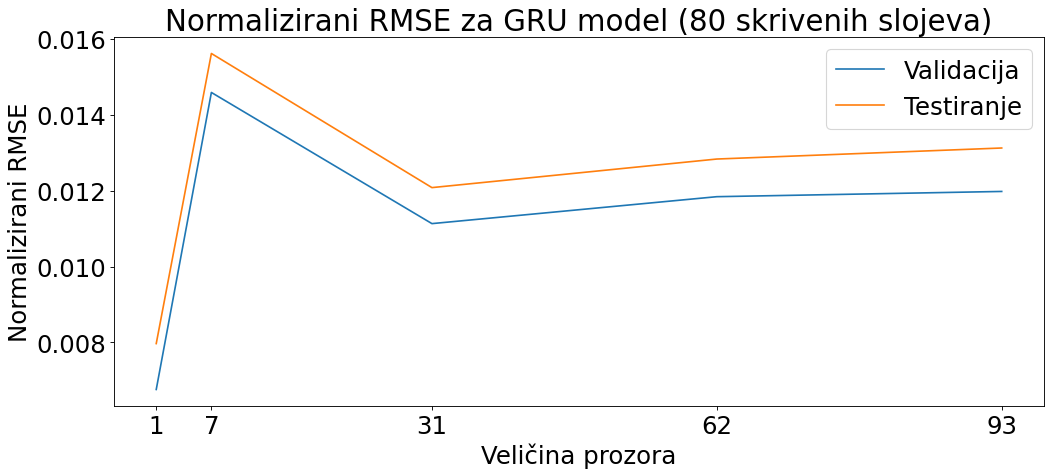 Normalizirani RMSE za GRU model (80 skrivenih slojeva)
0.016
0.014
0.012
0.010
0.008
Normalizirani RMSE
Validacija
Testiranje
1 7 31 62 93
Veličina prozora